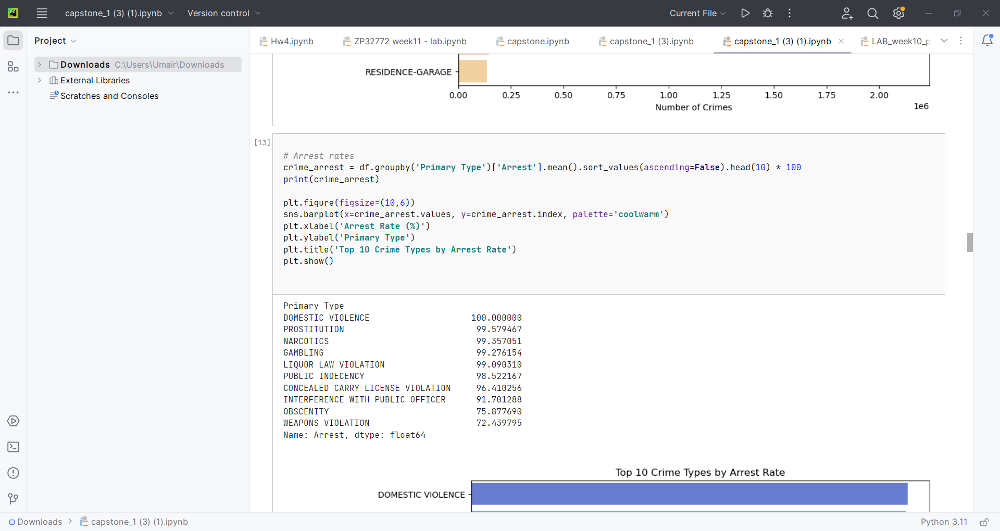 PC
capstone_1 (3) (1).ipynb
Version control
Current File
Project
Hw4.ipynb
ZP32772 week11 - lab.ipynb
capstone.ipynb
capstone_1 (3).ipynb
capstone_1 (3) (1).ipynb
LAB_week10_p
Downloads C:\Users\Umair\Downloads
External Libraries
Scratches and Consoles
RESIDENCE-GARAGE
0.00 0.25 0.50 0.75 1.00 1.25 1.50 1.75 2.00
Number of Crimes
1e6
[13]
# Arrest rates
crime_arrest = df.groupby('Primary Type')['Arrest'].mean().sort_values(ascending=False).head(10) * 100
print(crime_arrest)
plt.figure(figsize=(10,6))
sns.barplot(x=crime_arrest.values, y=crime_arrest.index, palette='coolwarm')
plt.xlabel('Arrest Rate (%)')
plt.ylabel('Primary Type')
plt.title('Top 10 Crime Types by Arrest Rate')
plt.show()
Primary Type
DOMESTIC VIOLENCE 100.000000
PROSTITUTION 99.579467
NARCOTICS 99.357051
GAMBLING 99.276154
LIQUOR LAW VIOLATION 99.090310
PUBLIC INDECENCY 98.522167
CONCEALED CARRY LICENSE VIOLATION 96.410256
INTERFERENCE WITH PUBLIC OFFICER 91.701288
OBSCENITY 75.877690
WEAPONS VIOLATION 72.439795
Name: Arrest, dtype: float64
Top 10 Crime Types by Arrest Rate
DOMESTIC VIOLENCE
Downloads
capstone_1 (3) (1).ipynb
Python 3.11